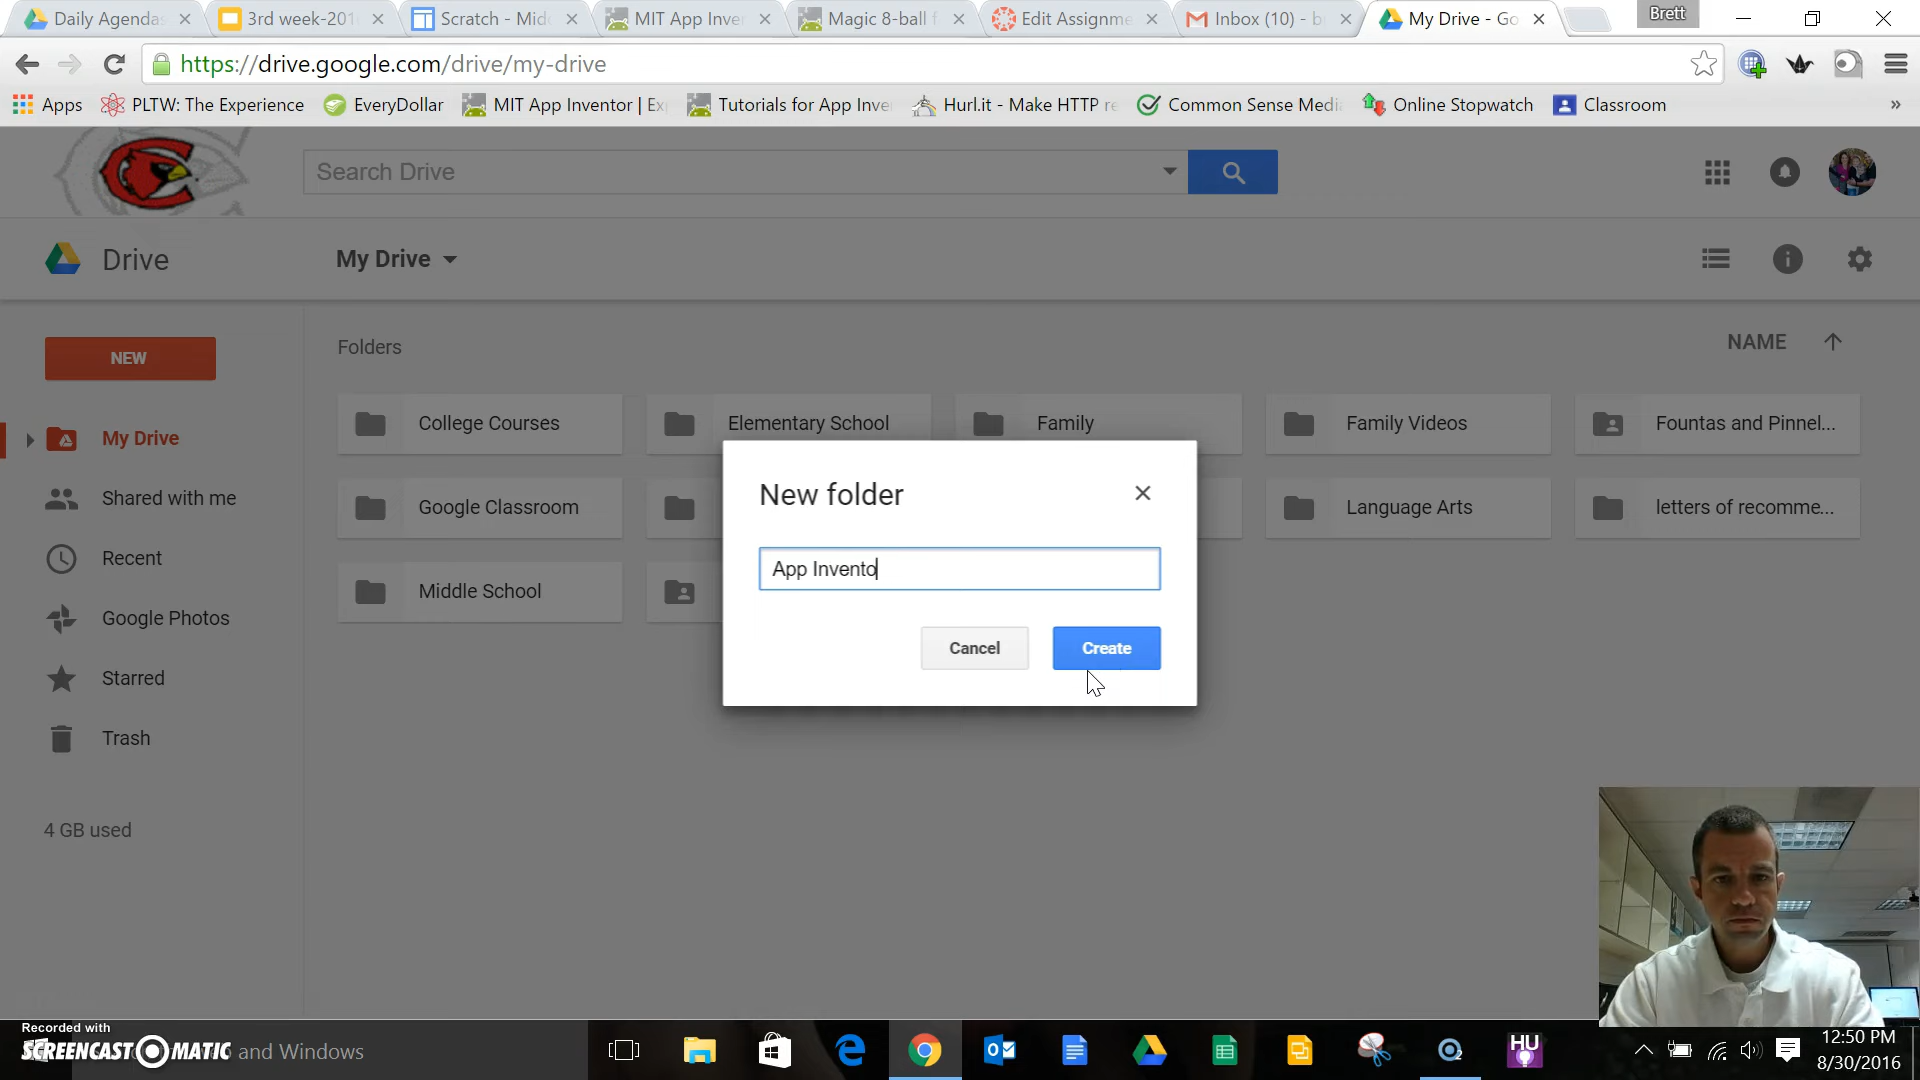 Daily Agendas
3rd week-201
Scratch - Mid
MIT App Inve
Magic 8-ball f
Edit Assignme
Inbox (10) - b
My Drive - Go
Brett
https://drive.google.com/drive/my-drive
Apps
PLTW: The Experience
EveryDollar
MIT App Inventor | Ex
Tutorials for App Inve
Hurl.it - Make HTTP re
Common Sense Medi
Online Stopwatch
Classroom
»
C
Search Drive
Drive
My Drive
NEW
Folders
NAME
College Courses
Elementary School
Family
Family Videos
Fountas and Pinnel...
Google Classroom
Language Arts
letters of recomme...
Middle School
My Drive
Shared with me
Recent
Google Photos
Starred
Trash
4 GB used
New folder
App Invento
Cancel
Create
Recorded with
SCREENCAST O MATIC
and Windows
HU
12:50 PM
8/30/2016